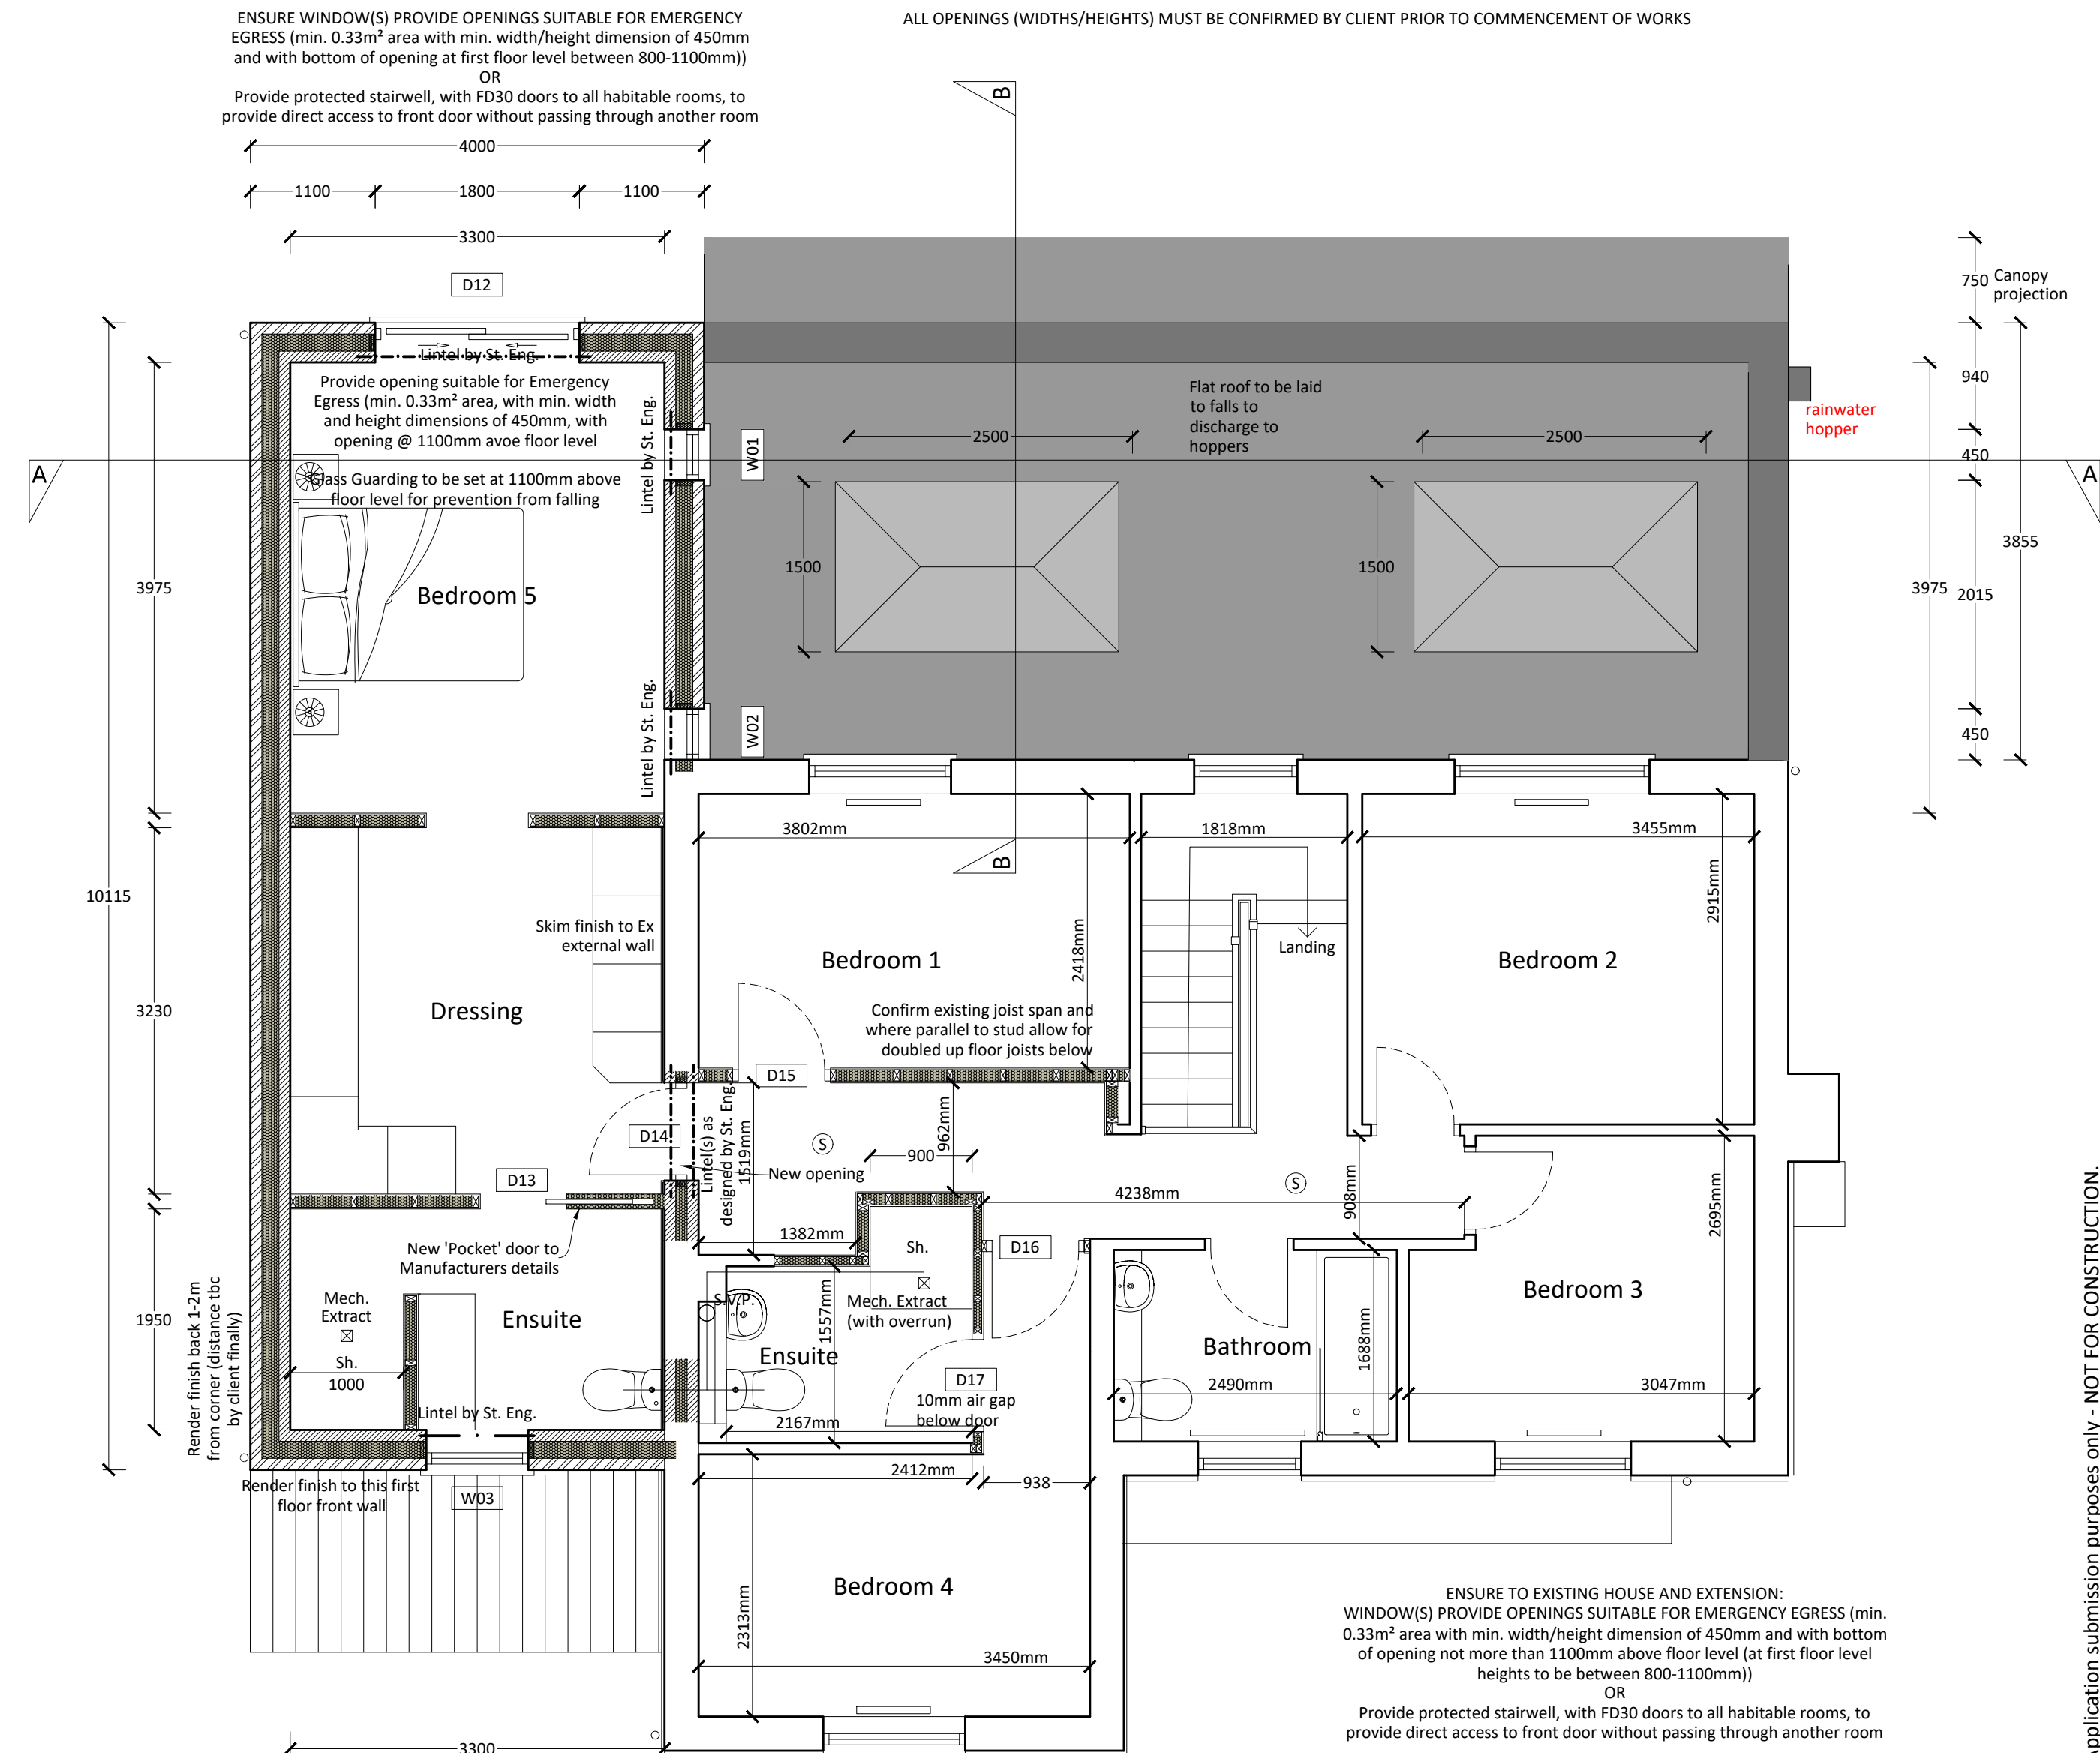 ENSURE WINDOW(S) PROVIDE OPENINGS SUITABLE FOR EMERGENCY
EGRESS (min. 0.33m² area with min. width/height dimension of 450mm
and with bottom of opening at first floor level between 800-1100mm))
OR
Provide protected stairwell, with FD30 doors to all habitable rooms, to
provide direct access to front door without passing through another room
ALL OPENINGS (WIDTHS/HEIGHTS) MUST BE CONFIRMED BY CLIENT PRIOR TO COMMENCEMENT OF WORKS
B
4000
1100
1800
1100
3300
D12
750
Canopy
projection
Lintel by St. Eng.
Provide opening suitable for Emergency
Egress (min. 0.33m² area, with min. width
and height dimensions of 450mm, with
opening @ 1100mm avoe floor level
Lintel by St. Eng.
W01
Flat roof to be laid
to falls to
discharge to
hoppers
2500
2500
940
rainwater
hopper
450
A
A
Glass Guarding to be set at 1100mm above
floor level for prevention from falling
1500
1500
3855
3975
3975
2015
Bedroom 5
Lintel by St. Eng.
W02
450
3802mm
1818mm
3455mm
B
10115
2915mm
Skim finish to Ex
external wall
2418mm
Landing
Bedroom 1
Bedroom 2
Dressing
3230
Confirm existing joist span and
where parallel to stud allow for
doubled up floor joists below
D15
D14
Lintel(s) as
designed by St. Eng.
1519mm
S
962mm
900
New opening
D13
S
4238mm
908mm
2695mm
1382mm
New 'Pocket' door to
Manufacturers details
Sh.
D16
Mech.
Extract
Sh.
1000
1950
Ensuite
S.V.P.
Mech. Extract
(with overrun)
1557mm
Ensuite
Bedroom 3
Bathroom
1688mm
D17
10mm air gap
below door
2490mm
3047mm
Render finish back 1-2m
from corner (distance tbc
by client finally)
Lintel by St. Eng.
2167mm
2412mm
938
Render finish to this first
floor front wall
W03
Bedroom 4
2313mm
3450mm
3300
ENSURE TO EXISTING HOUSE AND EXTENSION:
WINDOW(S) PROVIDE OPENINGS SUITABLE FOR EMERGENCY EGRESS (min.
0.33m² area with min. width/height dimension of 450mm and with bottom
of opening not more than 1100mm above floor level (at first floor level
heights to be between 800-1100mm))
OR
Provide protected stairwell, with FD30 doors to all habitable rooms, to
provide direct access to front door without passing through another room
submission purposes only - NOT FOR CONSTRUCTION.